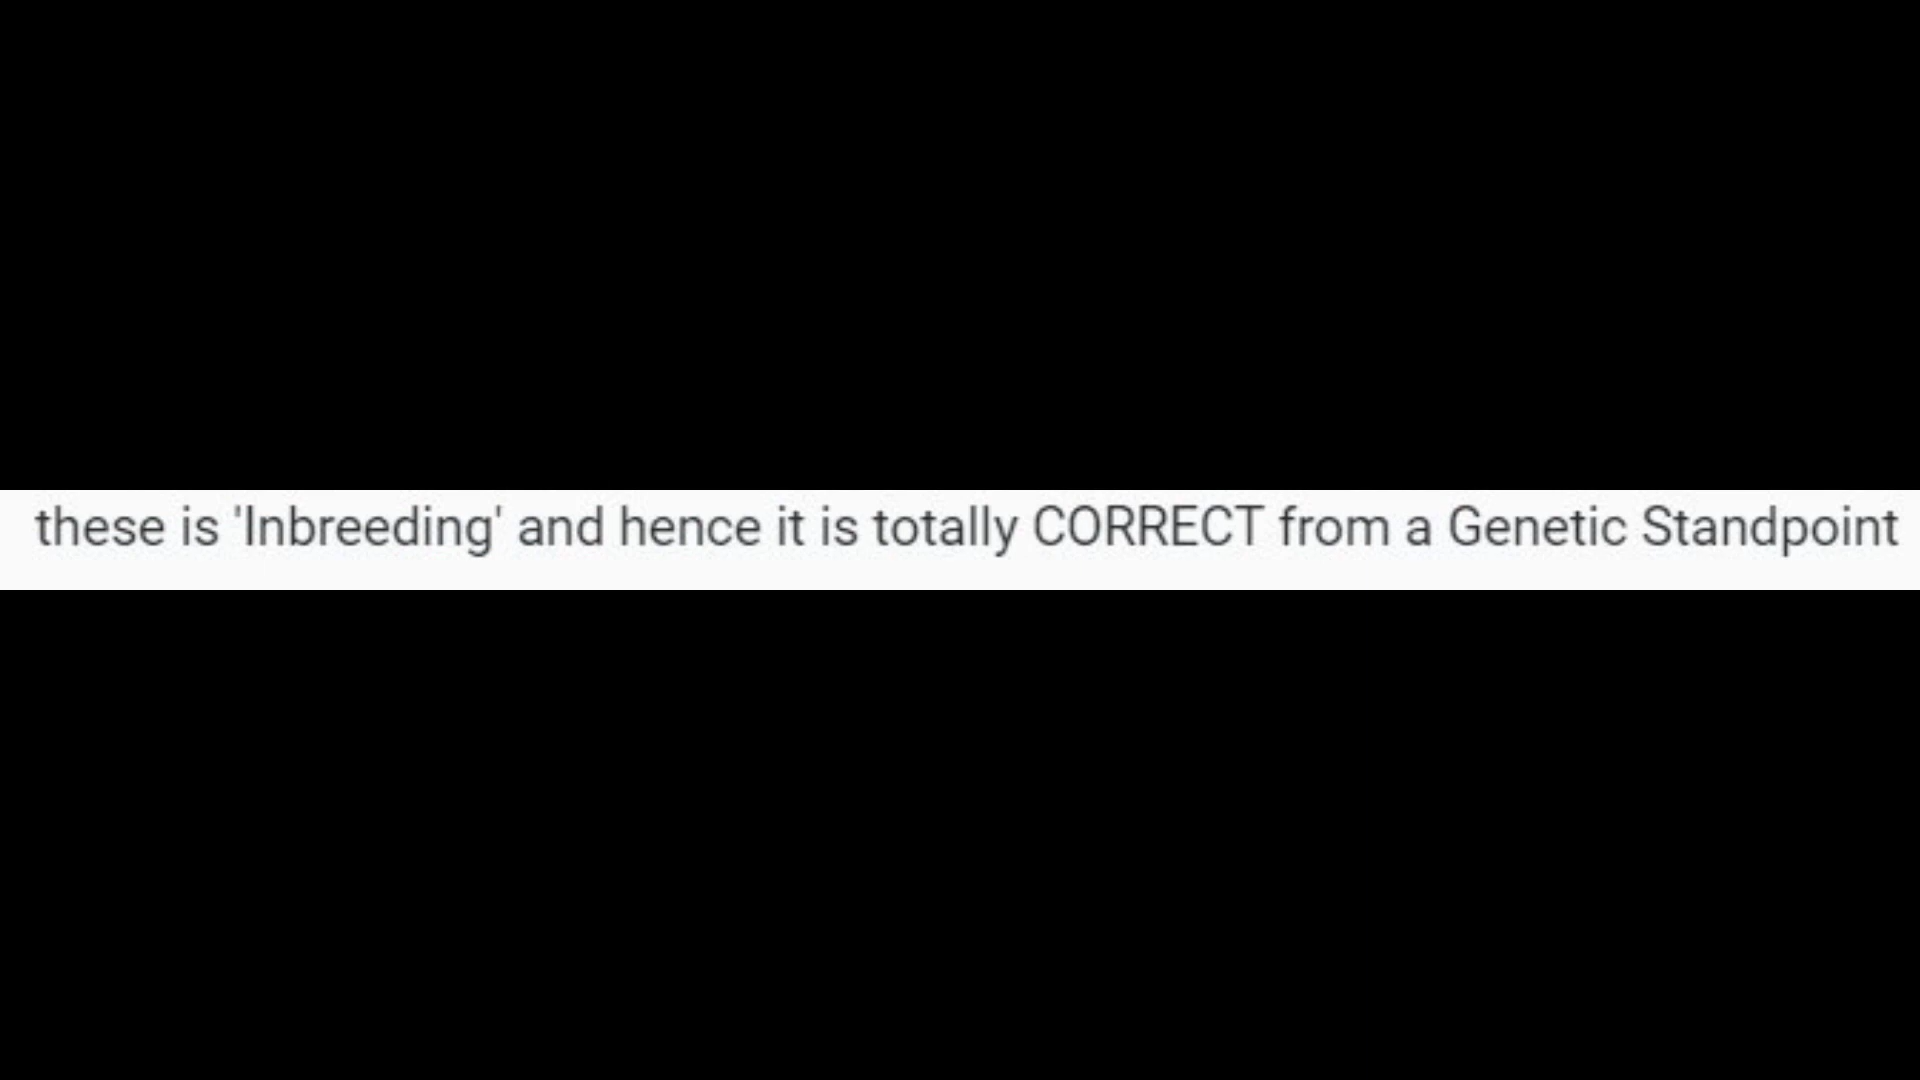 these is 'Inbreeding' and hence it is totally CORRECT from a Genetic Standpoint